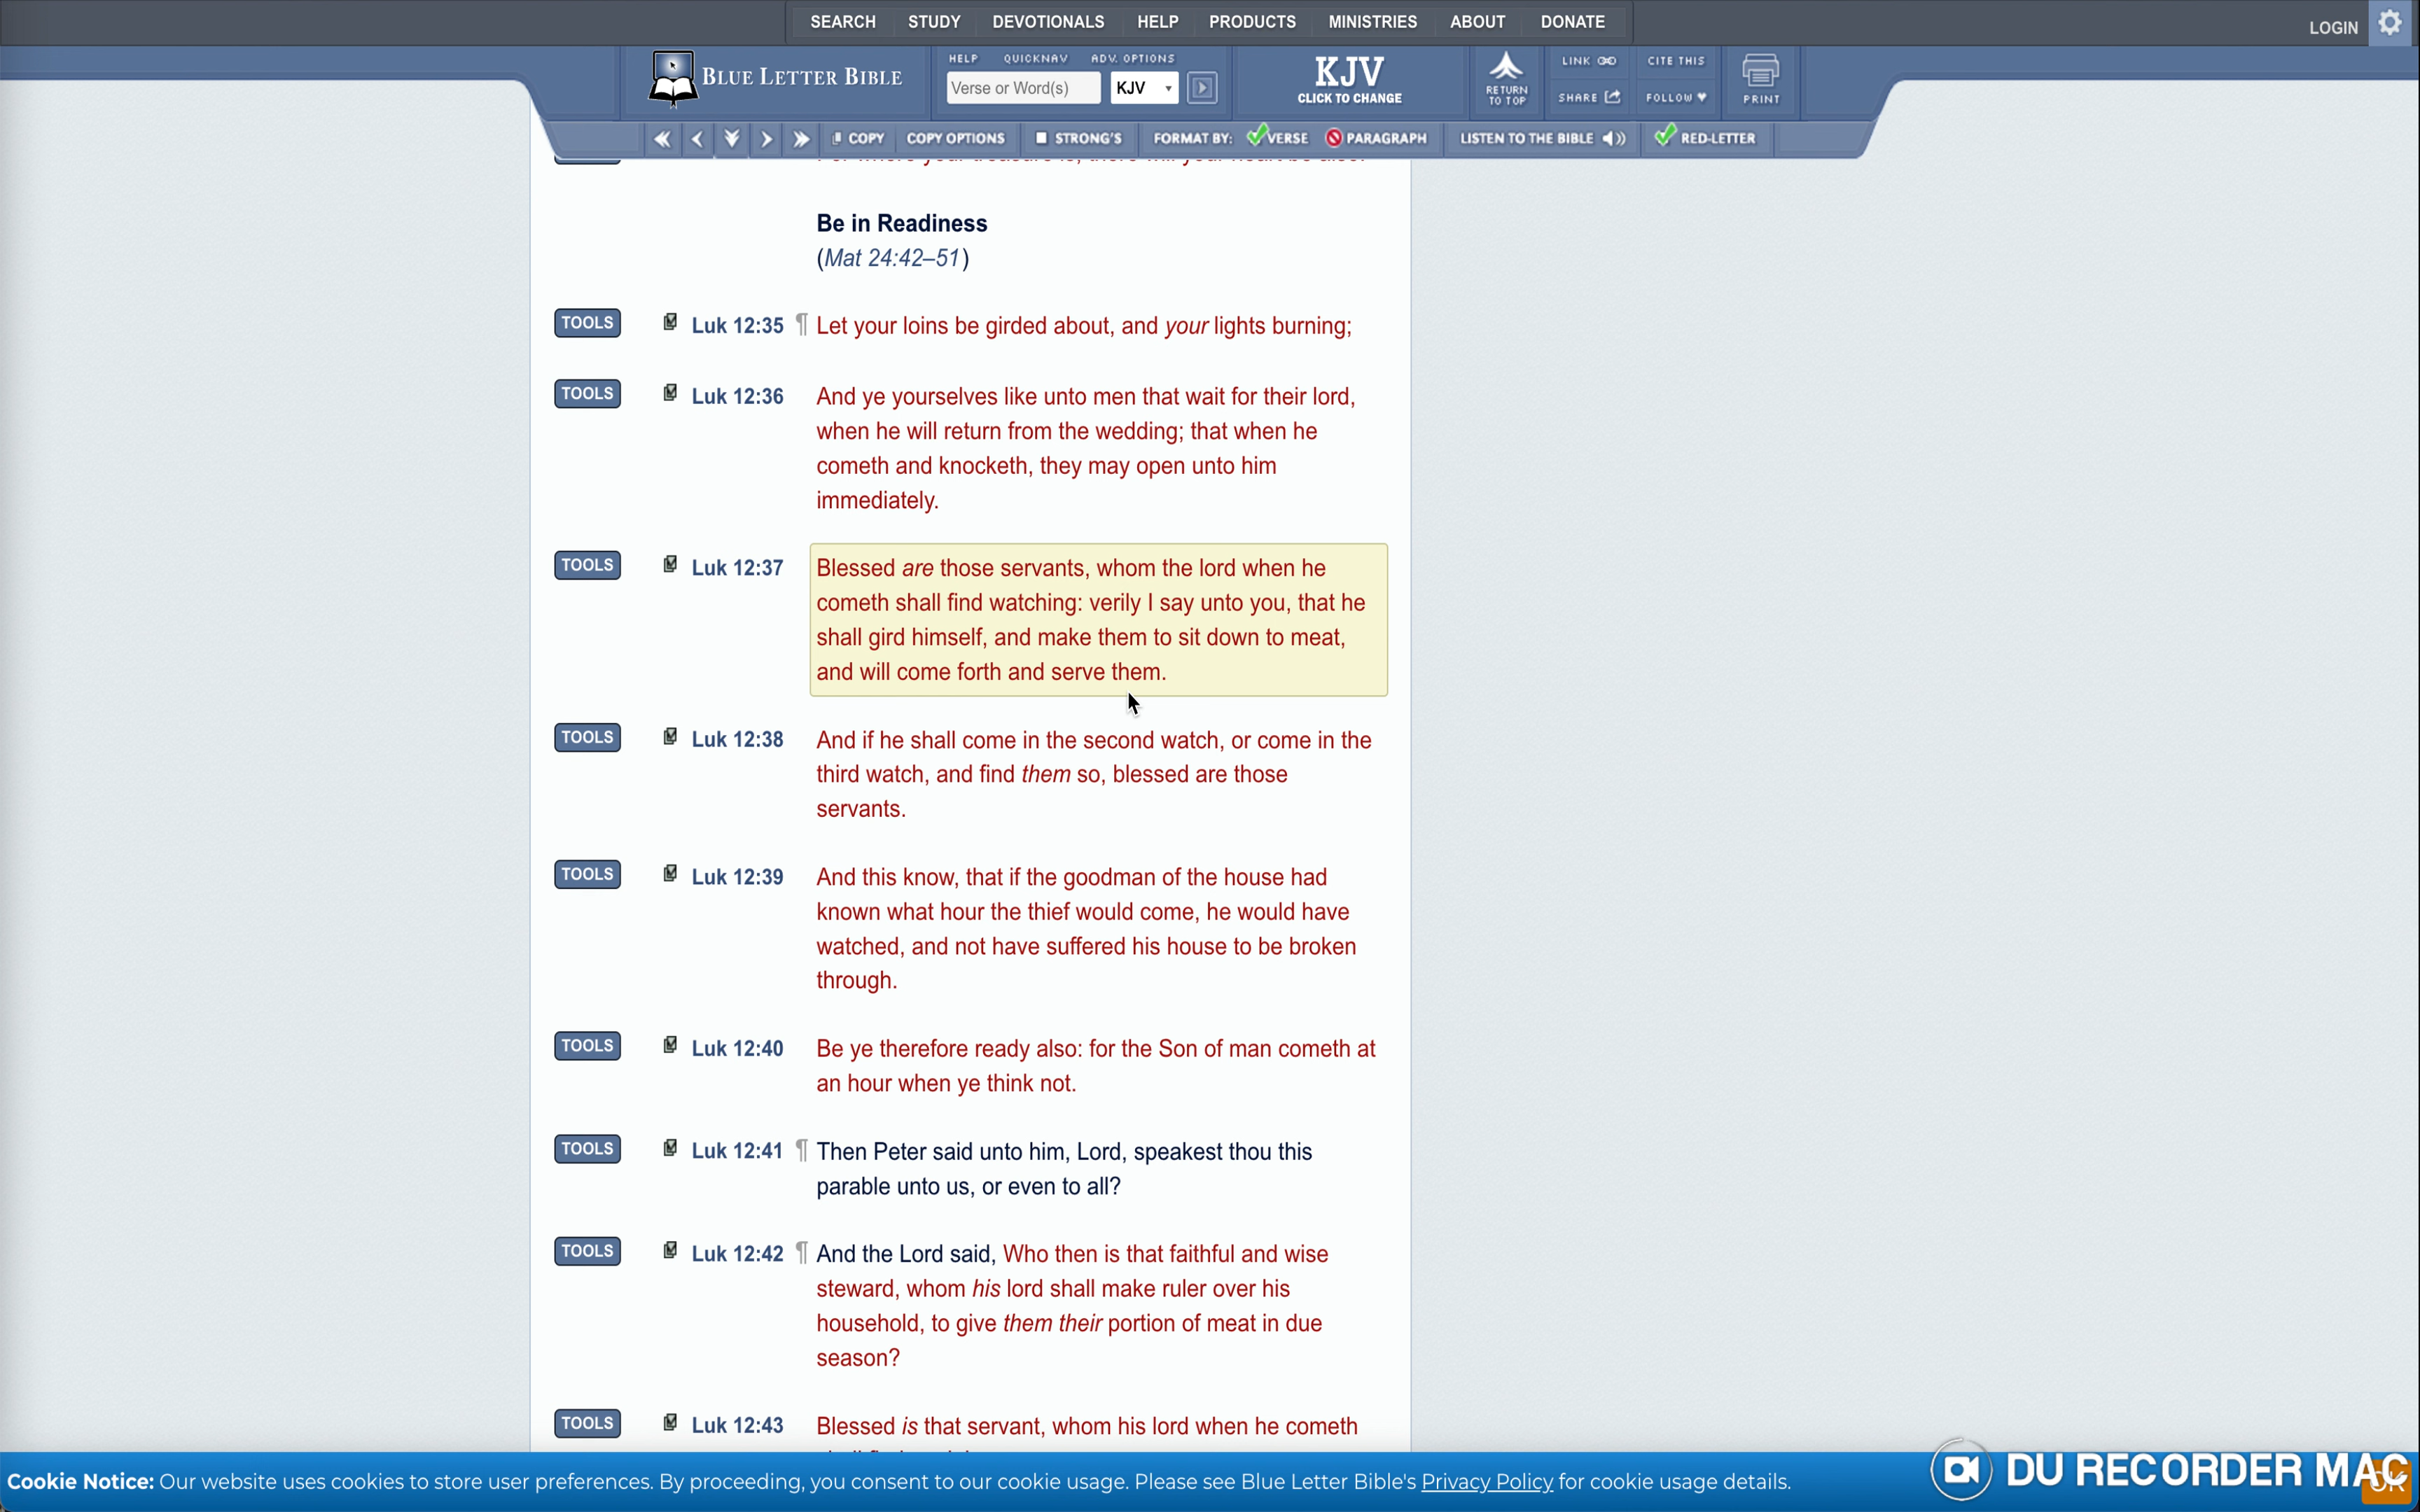 SEARCH STUDY DEVOTIONALS HELP PRODUCTS MINISTRIES ABOUT DONATE
LOGIN
BLUE LETTER BIBLE
HELP QUICKNAV ADV. OPTIONS
Verse or Word(s) KJV
KJV
CLICK TO CHANGE
RETURN
TO TOP
LINK CITE THIS
SHARE FOLLOW
PRINT
COPY COPY OPTIONS STRONG'S FORMAT BY: VERSE PARAGRAPH LISTEN TO THE BIBLE RED-LETTER
Be in Readiness
(Mat 24:42–51)
TOOLS Luk 12:35 ¶ Let your loins be girded about, and your lights burning;
TOOLS Luk 12:36 And ye yourselves like unto men that wait for their lord,
when he will return from the wedding; that when he
cometh and knocketh, they may open unto him
immediately.
TOOLS Luk 12:37 Blessed are those servants, whom the lord when he
cometh shall find watching: verily I say unto you, that he
shall gird himself, and make them to sit down to meat,
and will come forth and serve them.
TOOLS Luk 12:38 And if he shall come in the second watch, or come in the
third watch, and find them so, blessed are those
servants.
TOOLS Luk 12:39 And this know, that if the goodman of the house had
known what hour the thief would come, he would have
watched, and not have suffered his house to be broken
through.
TOOLS Luk 12:40 Be ye therefore ready also: for the Son of man cometh at
an hour when ye think not.
TOOLS Luk 12:41 ¶ Then Peter said unto him, Lord, speakest thou this
parable unto us, or even to all?
TOOLS Luk 12:42 ¶ And the Lord said, Who then is that faithful and wise
steward, whom his lord shall make ruler over his
household, to give them their portion of meat in due
season?
TOOLS Luk 12:43 Blessed is that servant, whom his lord when he cometh
Cookie Notice: Our website uses cookies to store user preferences. By proceeding, you consent to our cookie usage. Please see Blue Letter Bible's Privacy Policy for cookie usage details.
DU RECORDER MAC
OK